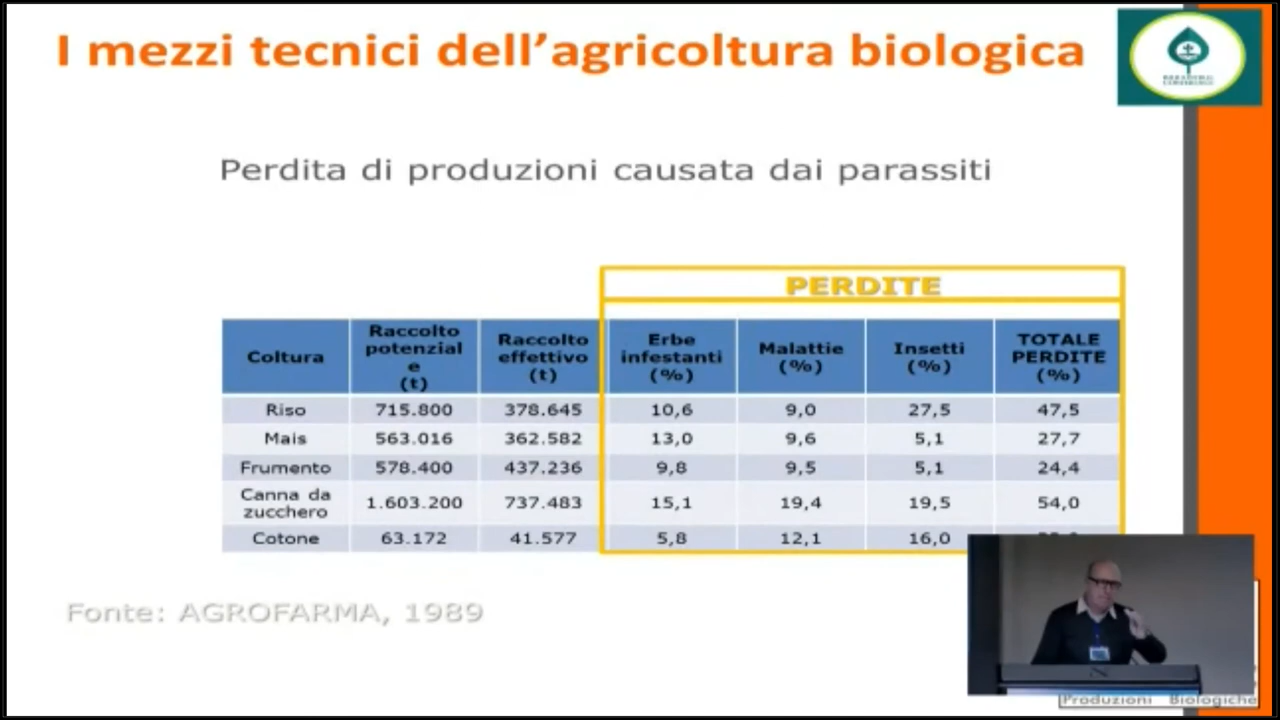 I mezzi tecnici dell'agricoltura biologica
Perdita di produzioni causata dai parassiti
PERDITE
Coltura Raccolto potenzial e (t) Raccolto effettivo (t) Erbe infestanti (%) Malattie (%) Insetti (%) TOTALE PERDITE (%)
Riso 715.800 378.645 10,6 9,0 27,5 47,5
Mais 563.016 362.582 13,0 9,6 5,1 27,7
Frumento 578.400 437.236 9,8 9,5 5,1 24,4
Canna da zucchero 1.603.200 737.483 15,1 19,4 19,5 54,0
Cotone 63.172 41.577 5,8 12,1 16,0
Fonte: AGROFARMA, 1989
Produzioni Biologiche